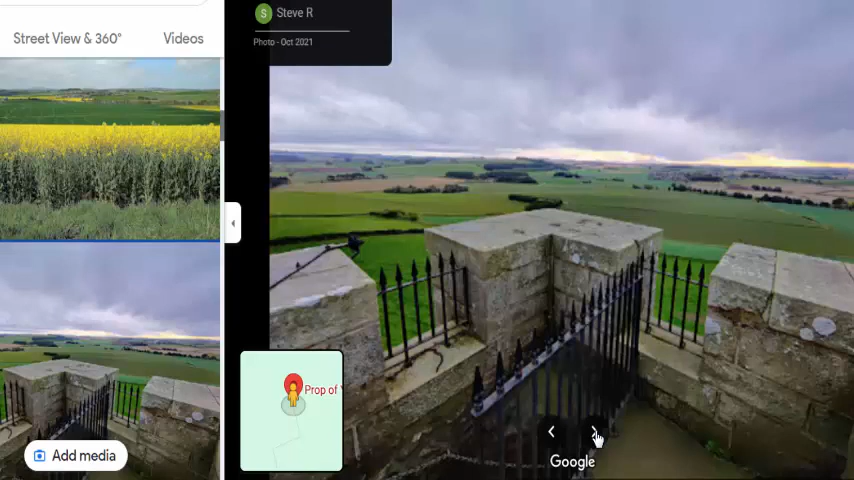 Street View & 360°
Videos
Steve R
Photo - Oct 2021
Prop of
Add media
Google